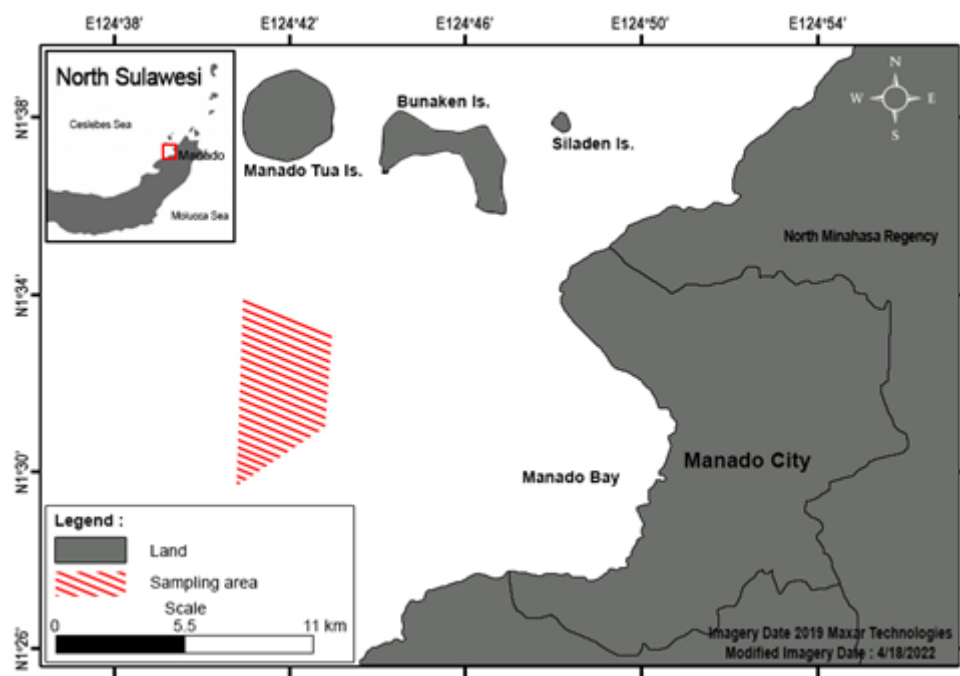 E124°38' E124°42' E124°46' E124°50' E124°54'
North Sulawesi
Ceslebes Sea
Manado
Molucca Sea
Manado Tua Is.
Bunaken Is.
Siladen Is.
N
W E
S
North Minahasa Regency
Manado City
Manado Bay
N1°38'
N1°34'
N1°30'
N1°26'
Legend :
Land
Sampling area
Scale
0 5.5 11 km
Imagery Date 2019 Maxar Technologies
Modified Imagery Date : 4/18/2022